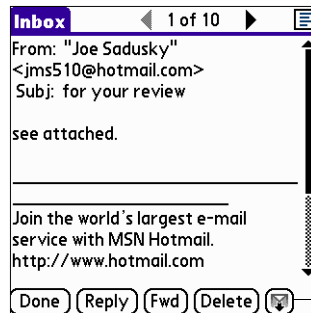 Inbox 1 of 10
From: "Joe Sadusky"
<jms510@hotmail.com>
Subj: for your review
see attached.
Join the world's largest e-mail
service with MSN Hotmail.
http://www.hotmail.com
Done Reply Fwd Delete